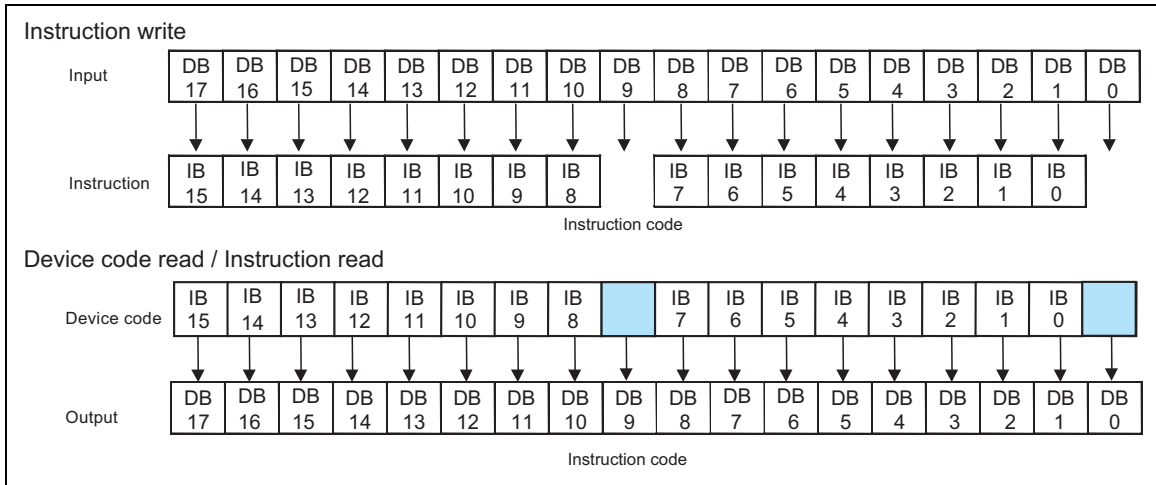 Instruction write
Input DB 17 DB 16 DB 15 DB 14 DB 13 DB 12 DB 11 DB 10 DB 9 DB 8 DB 7 DB 6 DB 5 DB 4 DB 3 DB 2 DB 1 DB 0
Instruction IB 15 IB 14 IB 13 IB 12 IB 11 IB 10 IB 9 IB 8 IB 7 IB 6 IB 5 IB 4 IB 3 IB 2 IB 1 IB 0
Instruction code
Device code read / Instruction read
Device code IB 15 IB 14 IB 13 IB 12 IB 11 IB 10 IB 9 IB 8 IB 7 IB 6 IB 5 IB 4 IB 3 IB 2 IB 1 IB 0
Output DB 17 DB 16 DB 15 DB 14 DB 13 DB 12 DB 11 DB 10 DB 9 DB 8 DB 7 DB 6 DB 5 DB 4 DB 3 DB 2 DB 1 DB 0
Instruction code